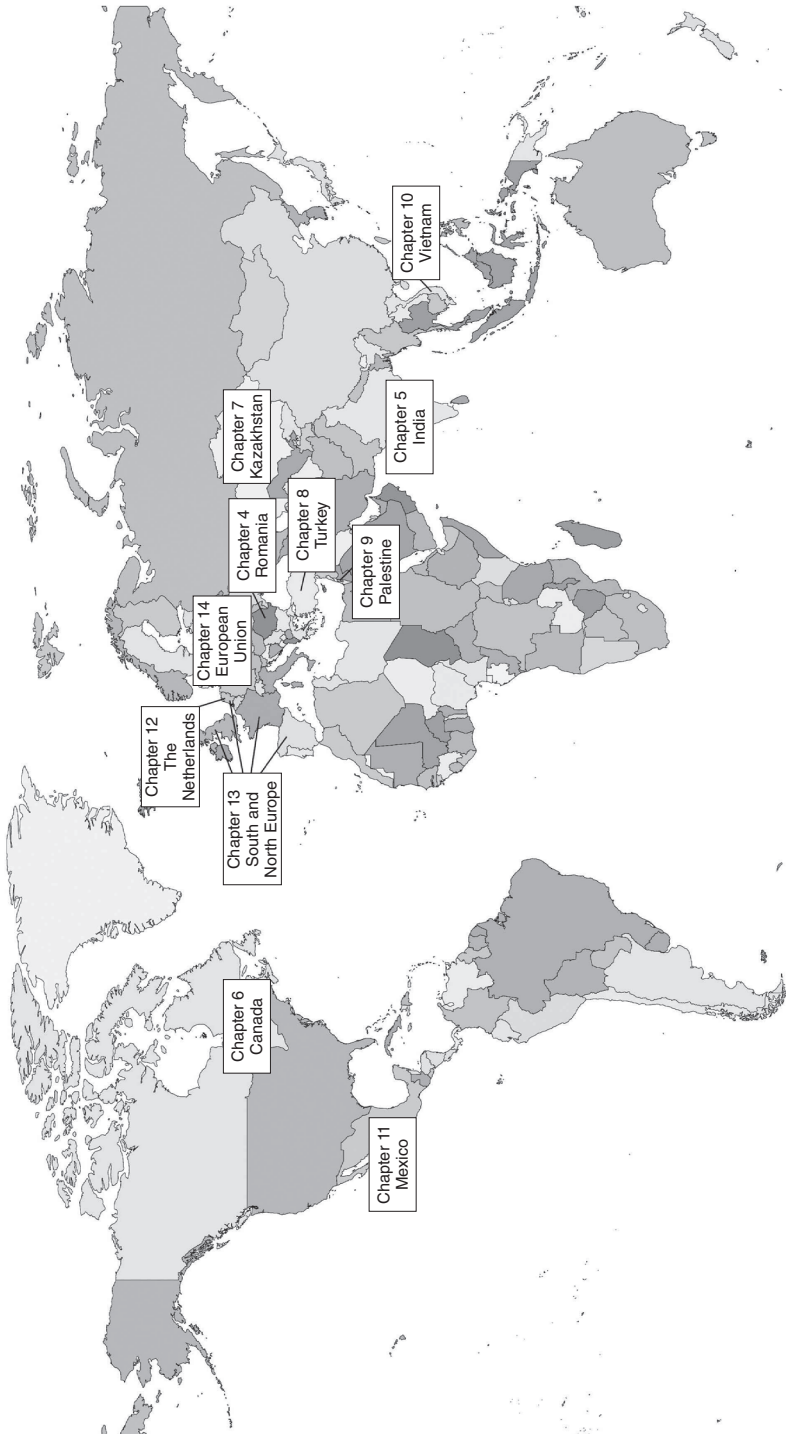 Chapter 6
Canada
Chapter 11
Mexico
Chapter 12
The
Netherlands
Chapter 13
South and
North Europe
Chapter 14
European
Union
Chapter 4
Romania
Chapter 8
Turkey
Chapter 9
Palestine
Chapter 7
Kazakhstan
Chapter 5
India
Chapter 10
Vietnam